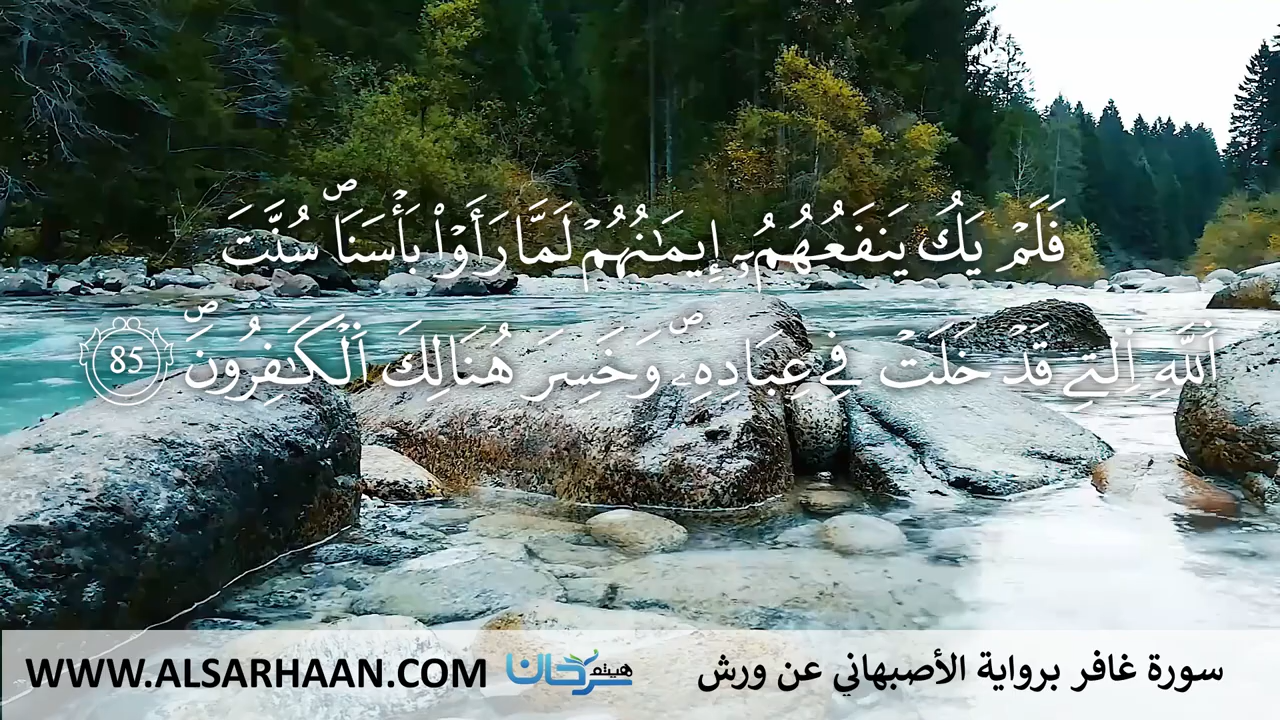 فَلَمْ يَكُ يَنفَعُهُمُۥٓ إِيمَٰنُهُمْ لَمَّا رَأَوْاْ بَأْسَنَاۖ سُنَّتَ
اَ۬للَّهِ اِ۬لتِے قَدْ خَلَتْ فِے عِبَادِهِۦۖ وَخَسِرَ هُنَالِكَ اَ۬لْكَٰفِرُونَۖ 85
WWW.ALSARHAAN.COM هيثم سرحان سورة غافر برواية الأصبهاني عن ورش